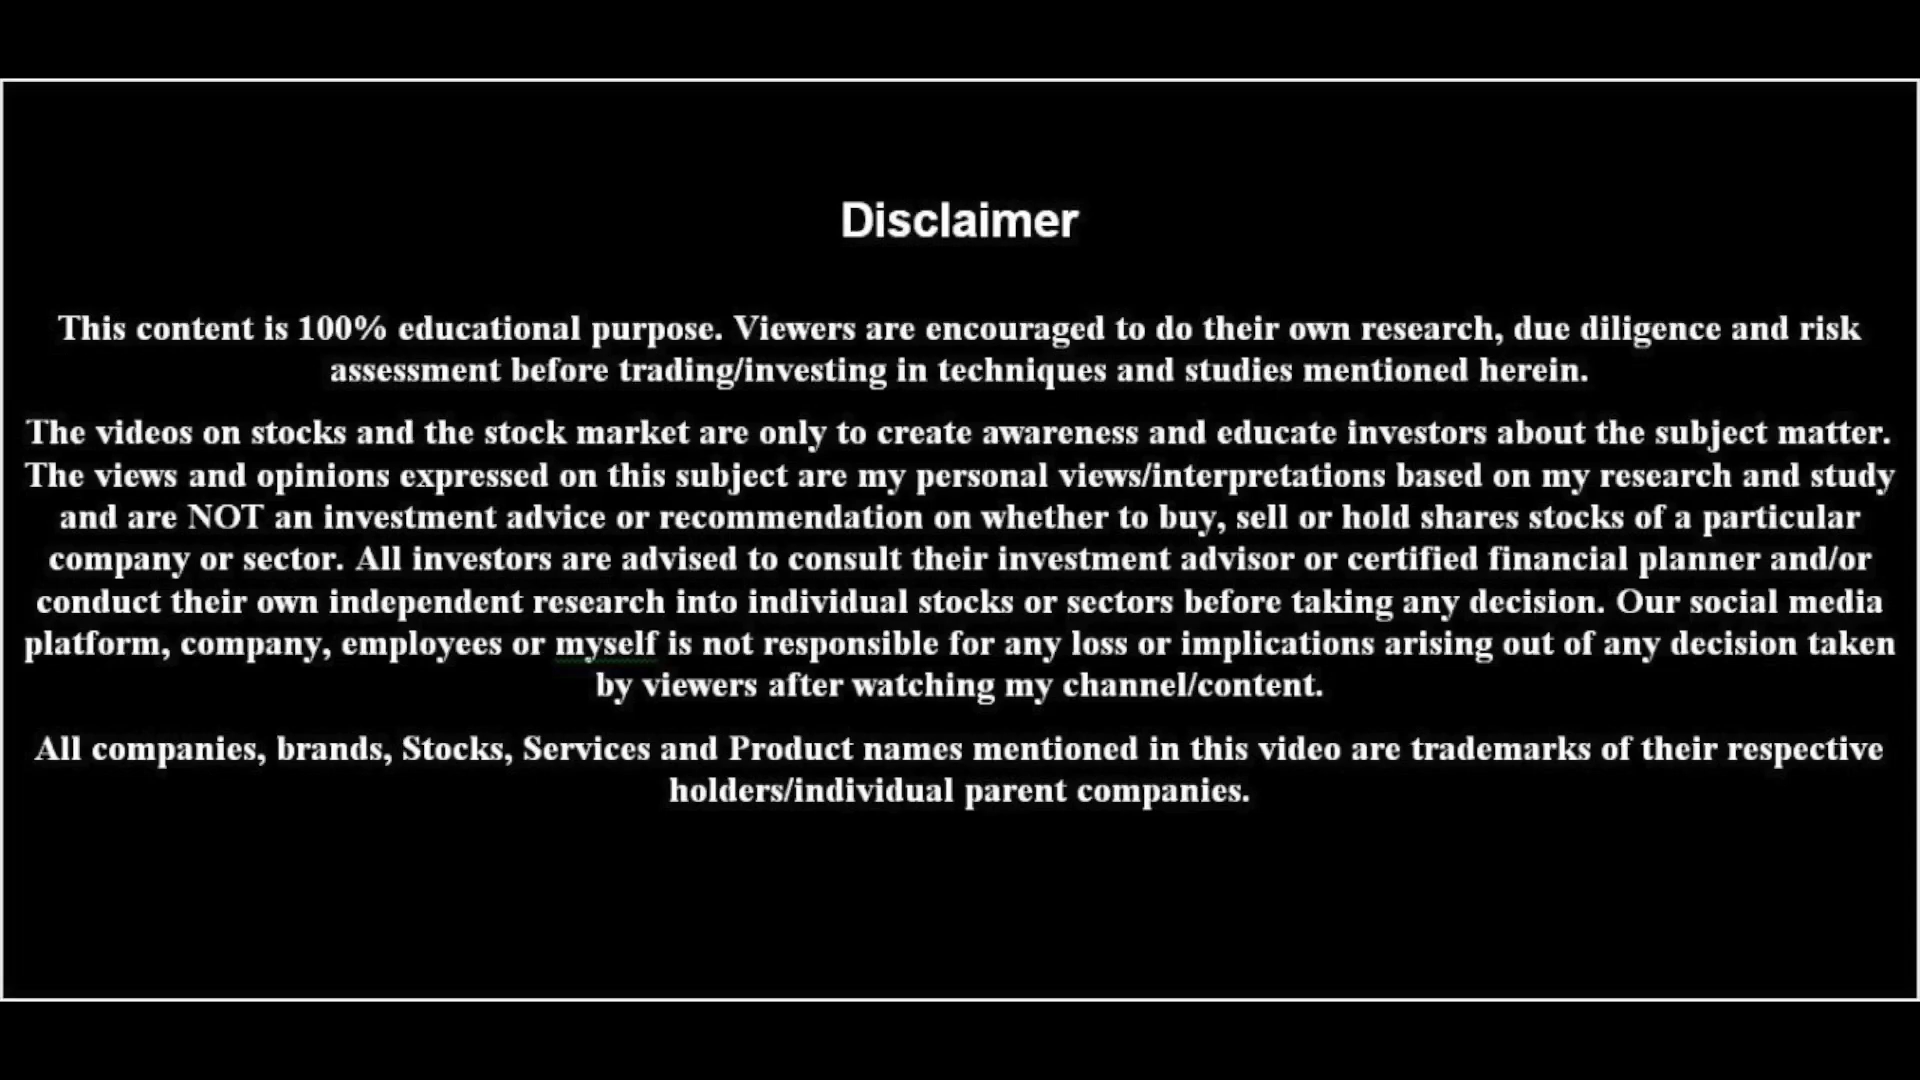 Disclaimer
This content is 100% educational purpose. Viewers are encouraged to do their own research, due diligence and risk
assessment before trading/investing in techniques and studies mentioned herein.
The videos on stocks and the stock market are only to create awareness and educate investors about the subject matter.
The views and opinions expressed on this subject are my personal views/interpretations based on my research and study
and are NOT an investment advice or recommendation on whether to buy, sell or hold shares stocks of a particular
company or sector. All investors are advised to consult their investment advisor or certified financial planner and/or
conduct their own independent research into individual stocks or sectors before taking any decision. Our social media
platform, company, employees or myself is not responsible for any loss or implications arising out of any decision taken
by viewers after watching my channel/content.
All companies, brands, Stocks, Services and Product names mentioned in this video are trademarks of their respective
holders/individual parent companies.